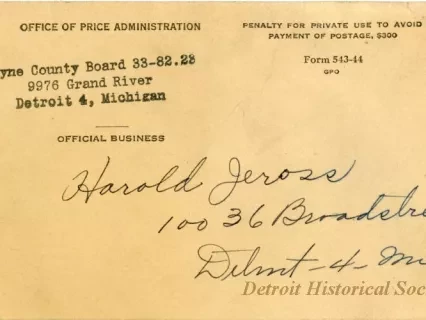 OFFICE OF PRICE ADMINISTRATION
PENALTY FOR PRIVATE USE TO AVOID
PAYMENT OF POSTAGE, $300
Form 543-44
GPO
yne County Board 33-82.28
9976 Grand River
Detroit 4, Michigan
OFFICIAL BUSINESS
Harold Jeross
10036 Broadstre
Detroit-4-Mi
Detroit Historical Soc